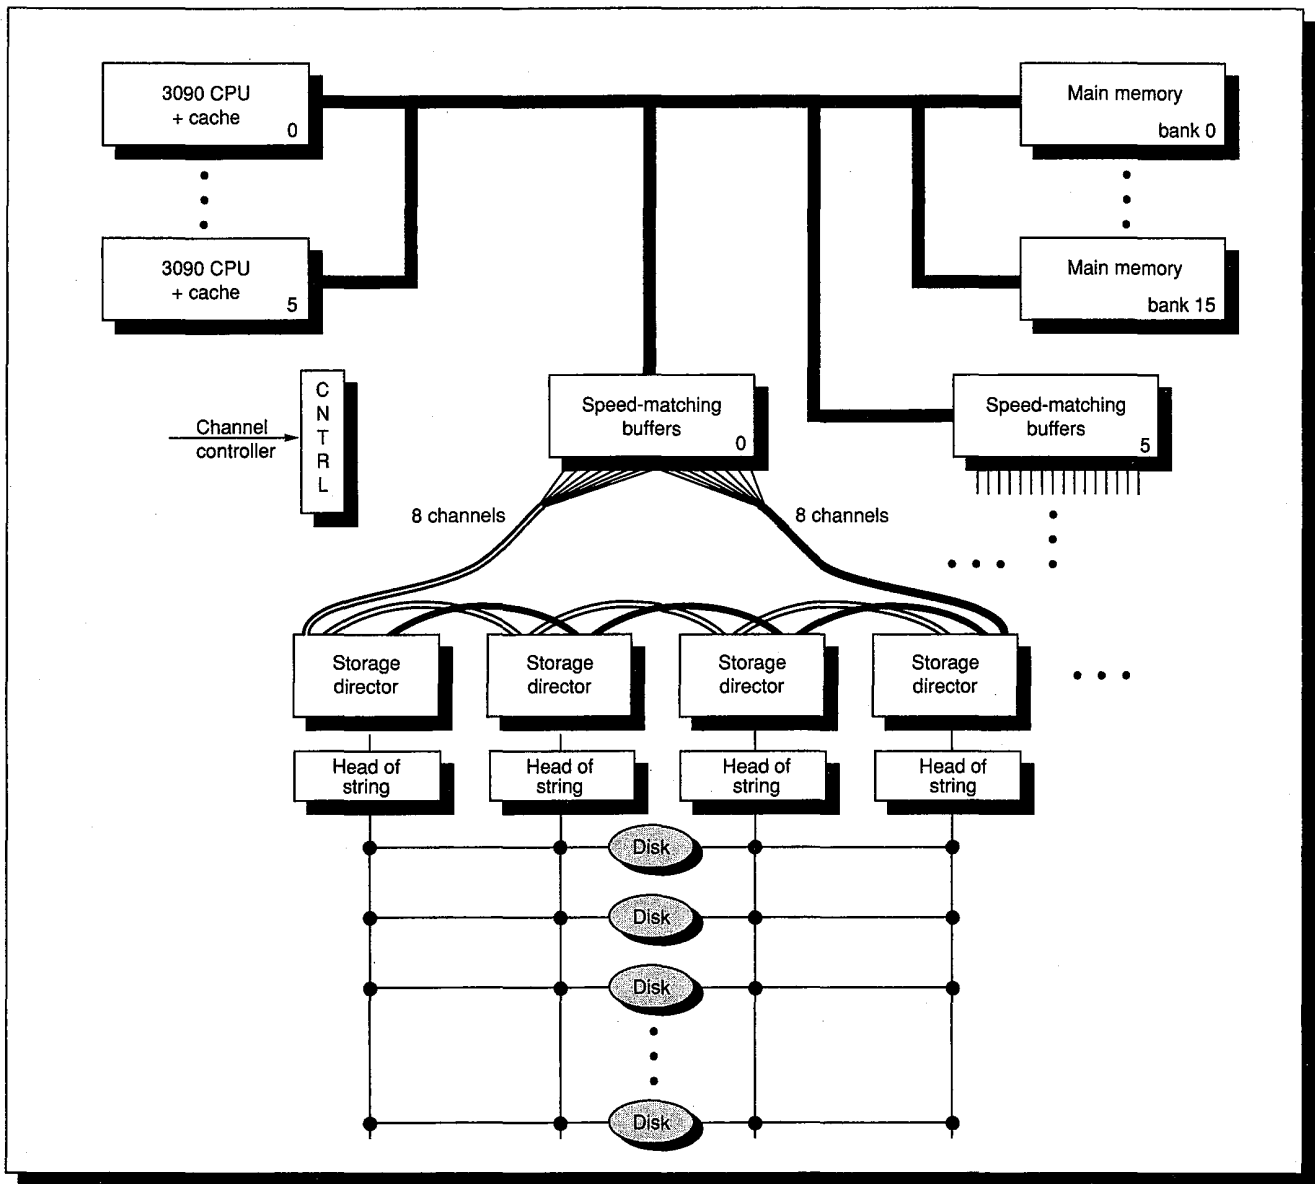 3090 CPU
+ cache
0
Main memory
bank 0
3090 CPU
+ cache
5
Main memory
bank 15
C
N
T
R
L
Channel
controller
Speed-matching
buffers
0
Speed-matching
buffers
5
8 channels
8 channels
Storage
director
Storage
director
Storage
director
Storage
director
Head of
string
Head of
string
Head of
string
Head of
string
Disk
Disk
Disk
Disk